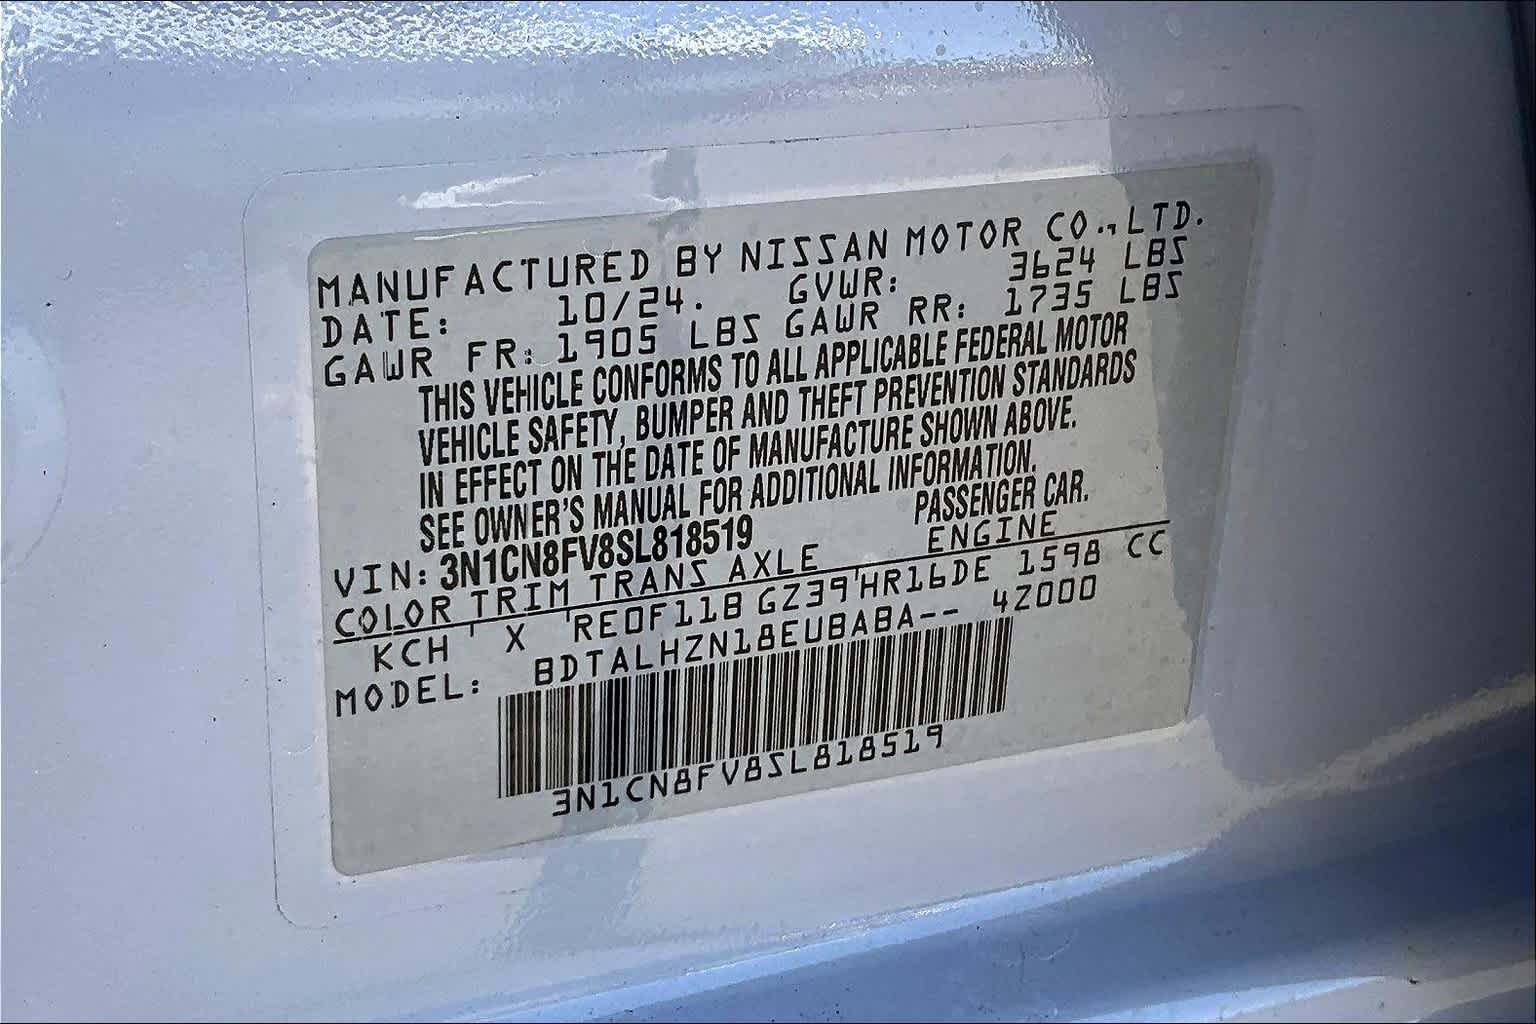 MANUFACTURED BY NISSAN MOTOR CO., LTD.
DATE: 10/24. GVWR: 3624 LBS
GAWR FR: 1905 LBS GAWR RR: 1735 LBS
THIS VEHICLE CONFORMS TO ALL APPLICABLE FEDERAL MOTOR
VEHICLE SAFETY, BUMPER AND THEFT PREVENTION STANDARDS
IN EFFECT ON THE DATE OF MANUFACTURE SHOWN ABOVE.
SEE OWNER'S MANUAL FOR ADDITIONAL INFORMATION.
VIN: 3N1CN8FV8SL818519 PASSENGER CAR.
COLOR TRIM TRANS AXLE ENGINE
KCH X RE0F11B GZ39 HR16DE 1598 CC
MODEL: BDTALHZN18EUBABA-- 4Z000
3N1CN8FV8SL818519